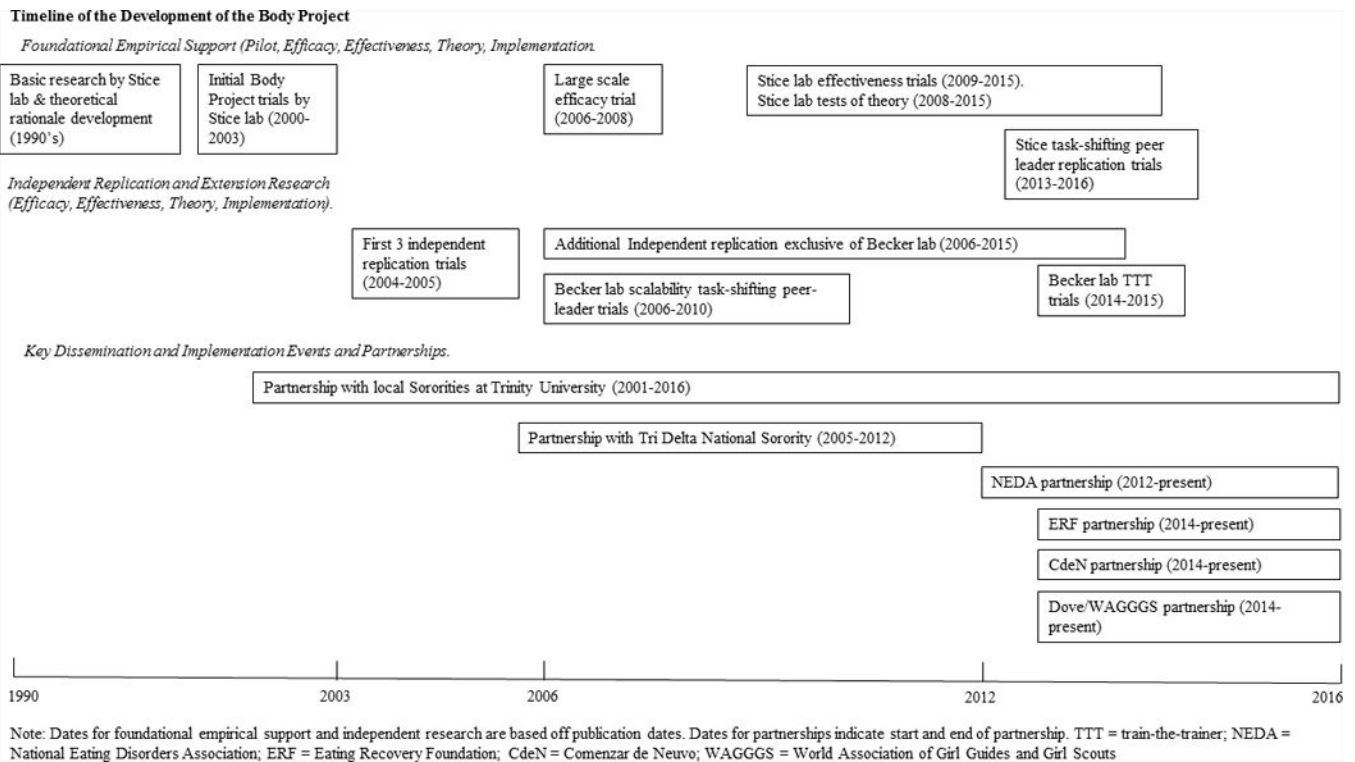 Timeline of the Development of the Body Project
Foundational Empirical Support (Pilot, Efficacy, Effectiveness, Theory, Implementation.
Basic research by Stice
lab & theoretical
rationale development
(1990's)
Initial Body
Project trials by
Stice lab (2000-
2003)
Large scale
efficacy trial
(2006-2008)
Stice lab effectiveness trials (2009-2015).
Stice lab tests of theory (2008-2015)
Stice task-shifting peer
leader replication trials
(2013-2016)
Independent Replication and Extension Research
(Efficacy, Effectiveness, Theory, Implementation).
First 3 independent
replication trials
(2004-2005)
Additional Independent replication exclusive of Becker lab (2006-2015)
Becker lab scalability task-shifting peer-
leader trials (2006-2010)
Becker lab TTT
trials (2014-2015)
Key Dissemination and Implementation Events and Partnerships.
Partnership with local Sororities at Trinity University (2001-2016)
Partnership with Tri Delta National Sorority (2005-2012)
NEDA partnership (2012-present)
ERF partnership (2014-present)
CdeN partnership (2014-present)
Dove/WAGGGS partnership (2014-
present)
1990
2003
2006
2012
2016
Note: Dates for foundational empirical support and independent research are based off publication dates. Dates for partnerships indicate start and end of partnership. TTT = train-the-trainer; NEDA =
National Eating Disorders Association; ERF = Eating Recovery Foundation; CdeN = Comenzar de Neuvo; WAGGGS = World Association of Girl Guides and Girl Scouts